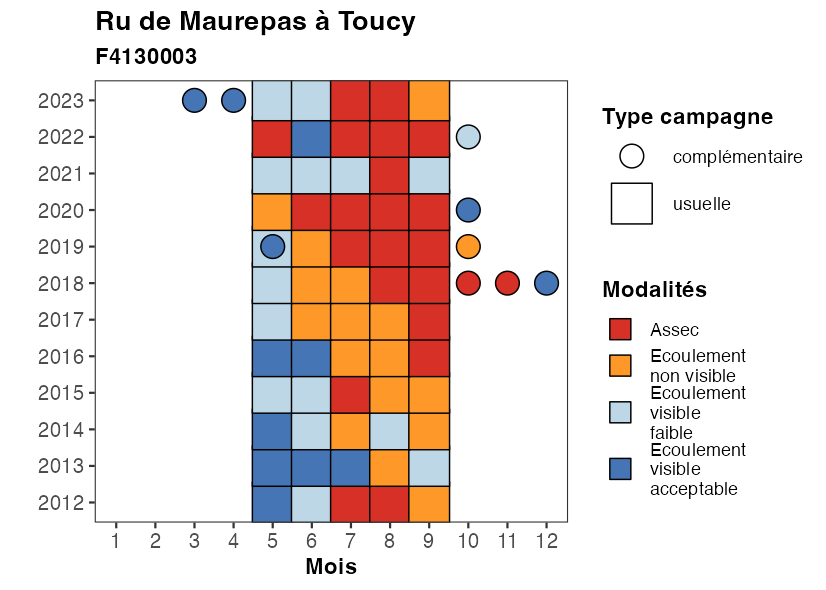 Ru de Maurepas à Toucy
F4130003
2023
2022
2021
2020
2019
2018
2017
2016
2015
2014
2013
2012
1 2 3 4 5 6 7 8 9 10 11 12
Mois
Type campagne
complémentaire
usuelle
Modalités
Assec
Ecoulement
non visible
Ecoulement
visible
faible
Ecoulement
visible
acceptable